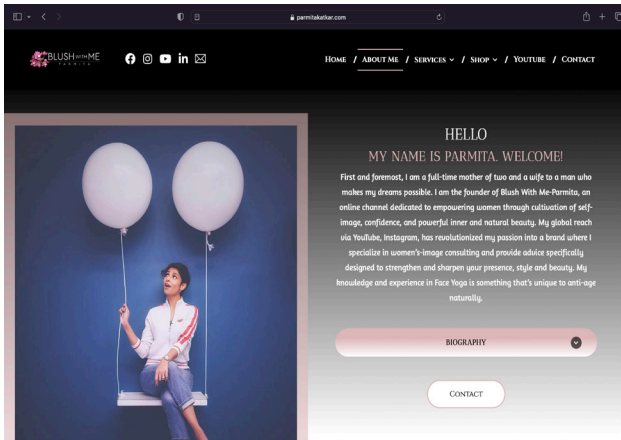 parmitakatkar.com
BLUSH WITH ME
PARMITA
HOME / ABOUT ME / SERVICES / SHOP / YOUTUBE / CONTACT
HELLO
MY NAME IS PARMITA. WELCOME!
First and foremost, I am a full-time mother of two and a wife to a man who
makes my dreams possible. I am the founder of Blush With Me-Parmita, an
online channel dedicated to empowering women through cultivation of self-
image, confidence, and powerful inner and natural beauty. My global reach
via YouTube, Instagram, has revolutionized my passion into a brand where I
specialize in women's-image consulting and provide advice specifically
designed to strengthen and sharpen your presence, style and beauty. My
knowledge and experience in Face Yoga is something that's unique to anti-age
naturally.
BIOGRAPHY
CONTACT